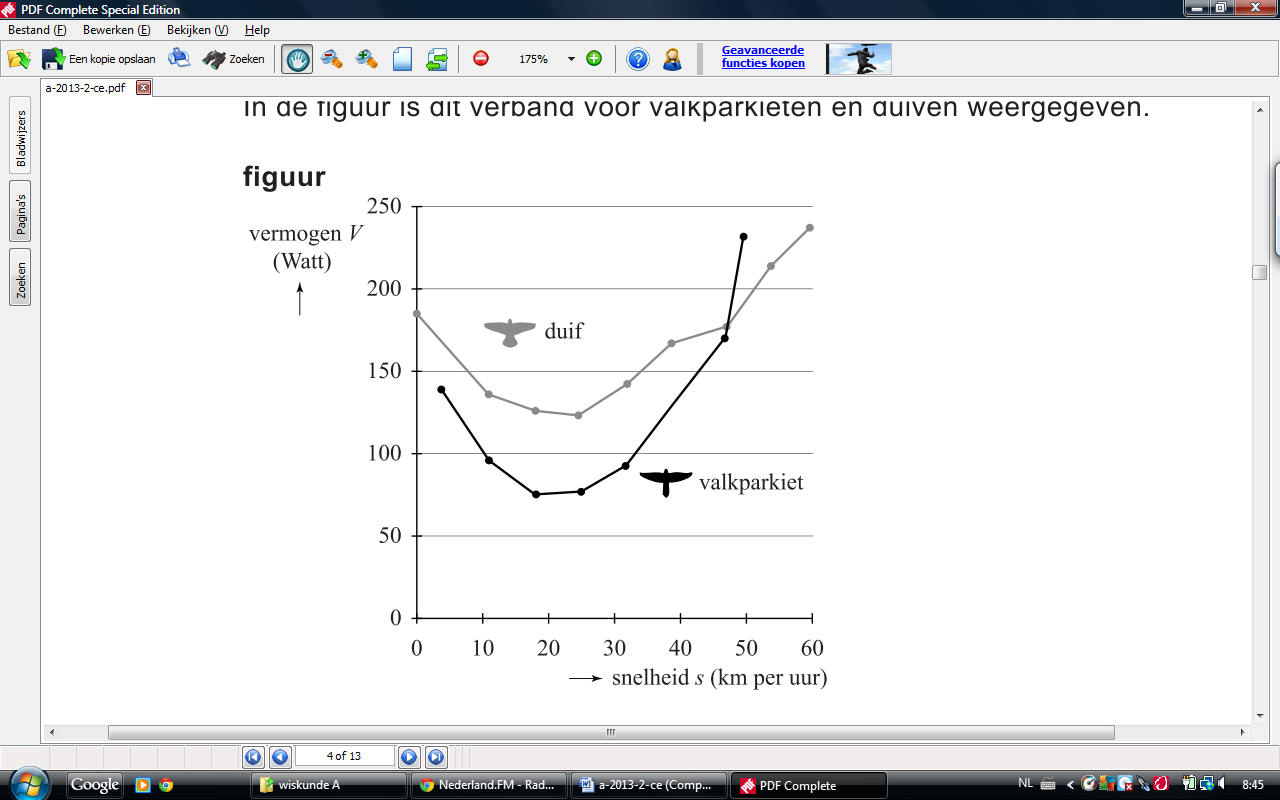 PDF Complete Special Edition
Bestand (F) Bewerken (E) Bekijken (V) Help
Een kopie opslaan Zoeken 175% Geavanceerde functies kopen
a-2013-2-ce.pdf
Bladwijzers
Pagina's
Zoeken
In de figuur is dit verband voor valkparkieten en duiven weergegeven.
figuur
vermogen V
(Watt)
250
200
150
100
50
0
duif
valkparkiet
0 10 20 30 40 50 60
snelheid s (km per uur)
4 of 13
Google wiskunde A Nederland.FM - Rad... a-2013-2-ce (Comp... PDF Complete NL 8:45